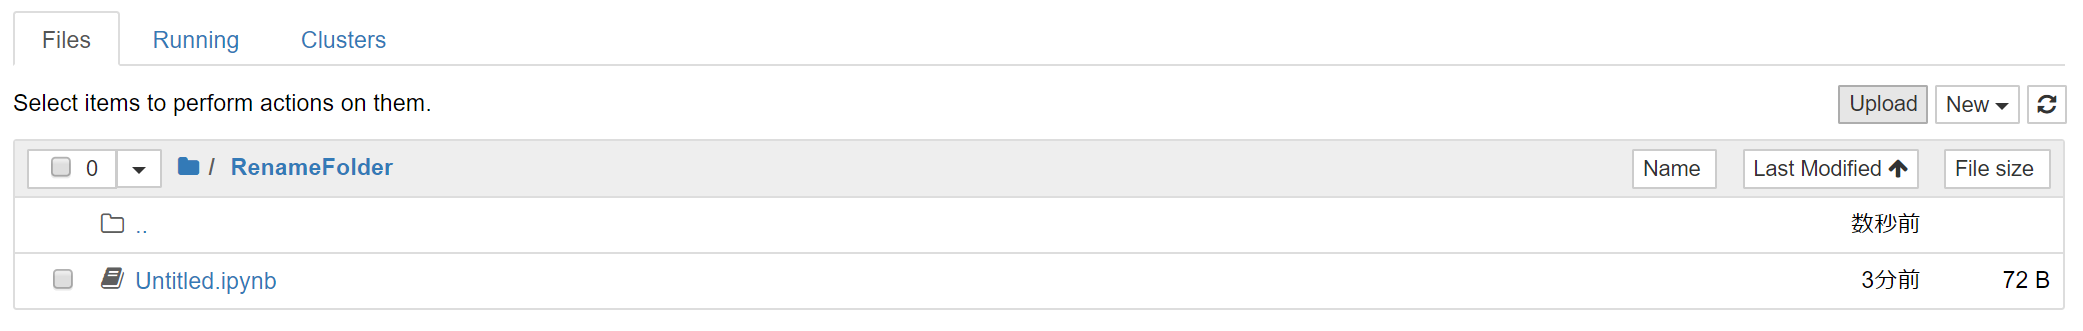 Files Running Clusters
Select items to perform actions on them. Upload New
0 / RenameFolder Name Last Modified File size
.. 数秒前
Untitled.ipynb 3分前 72 B